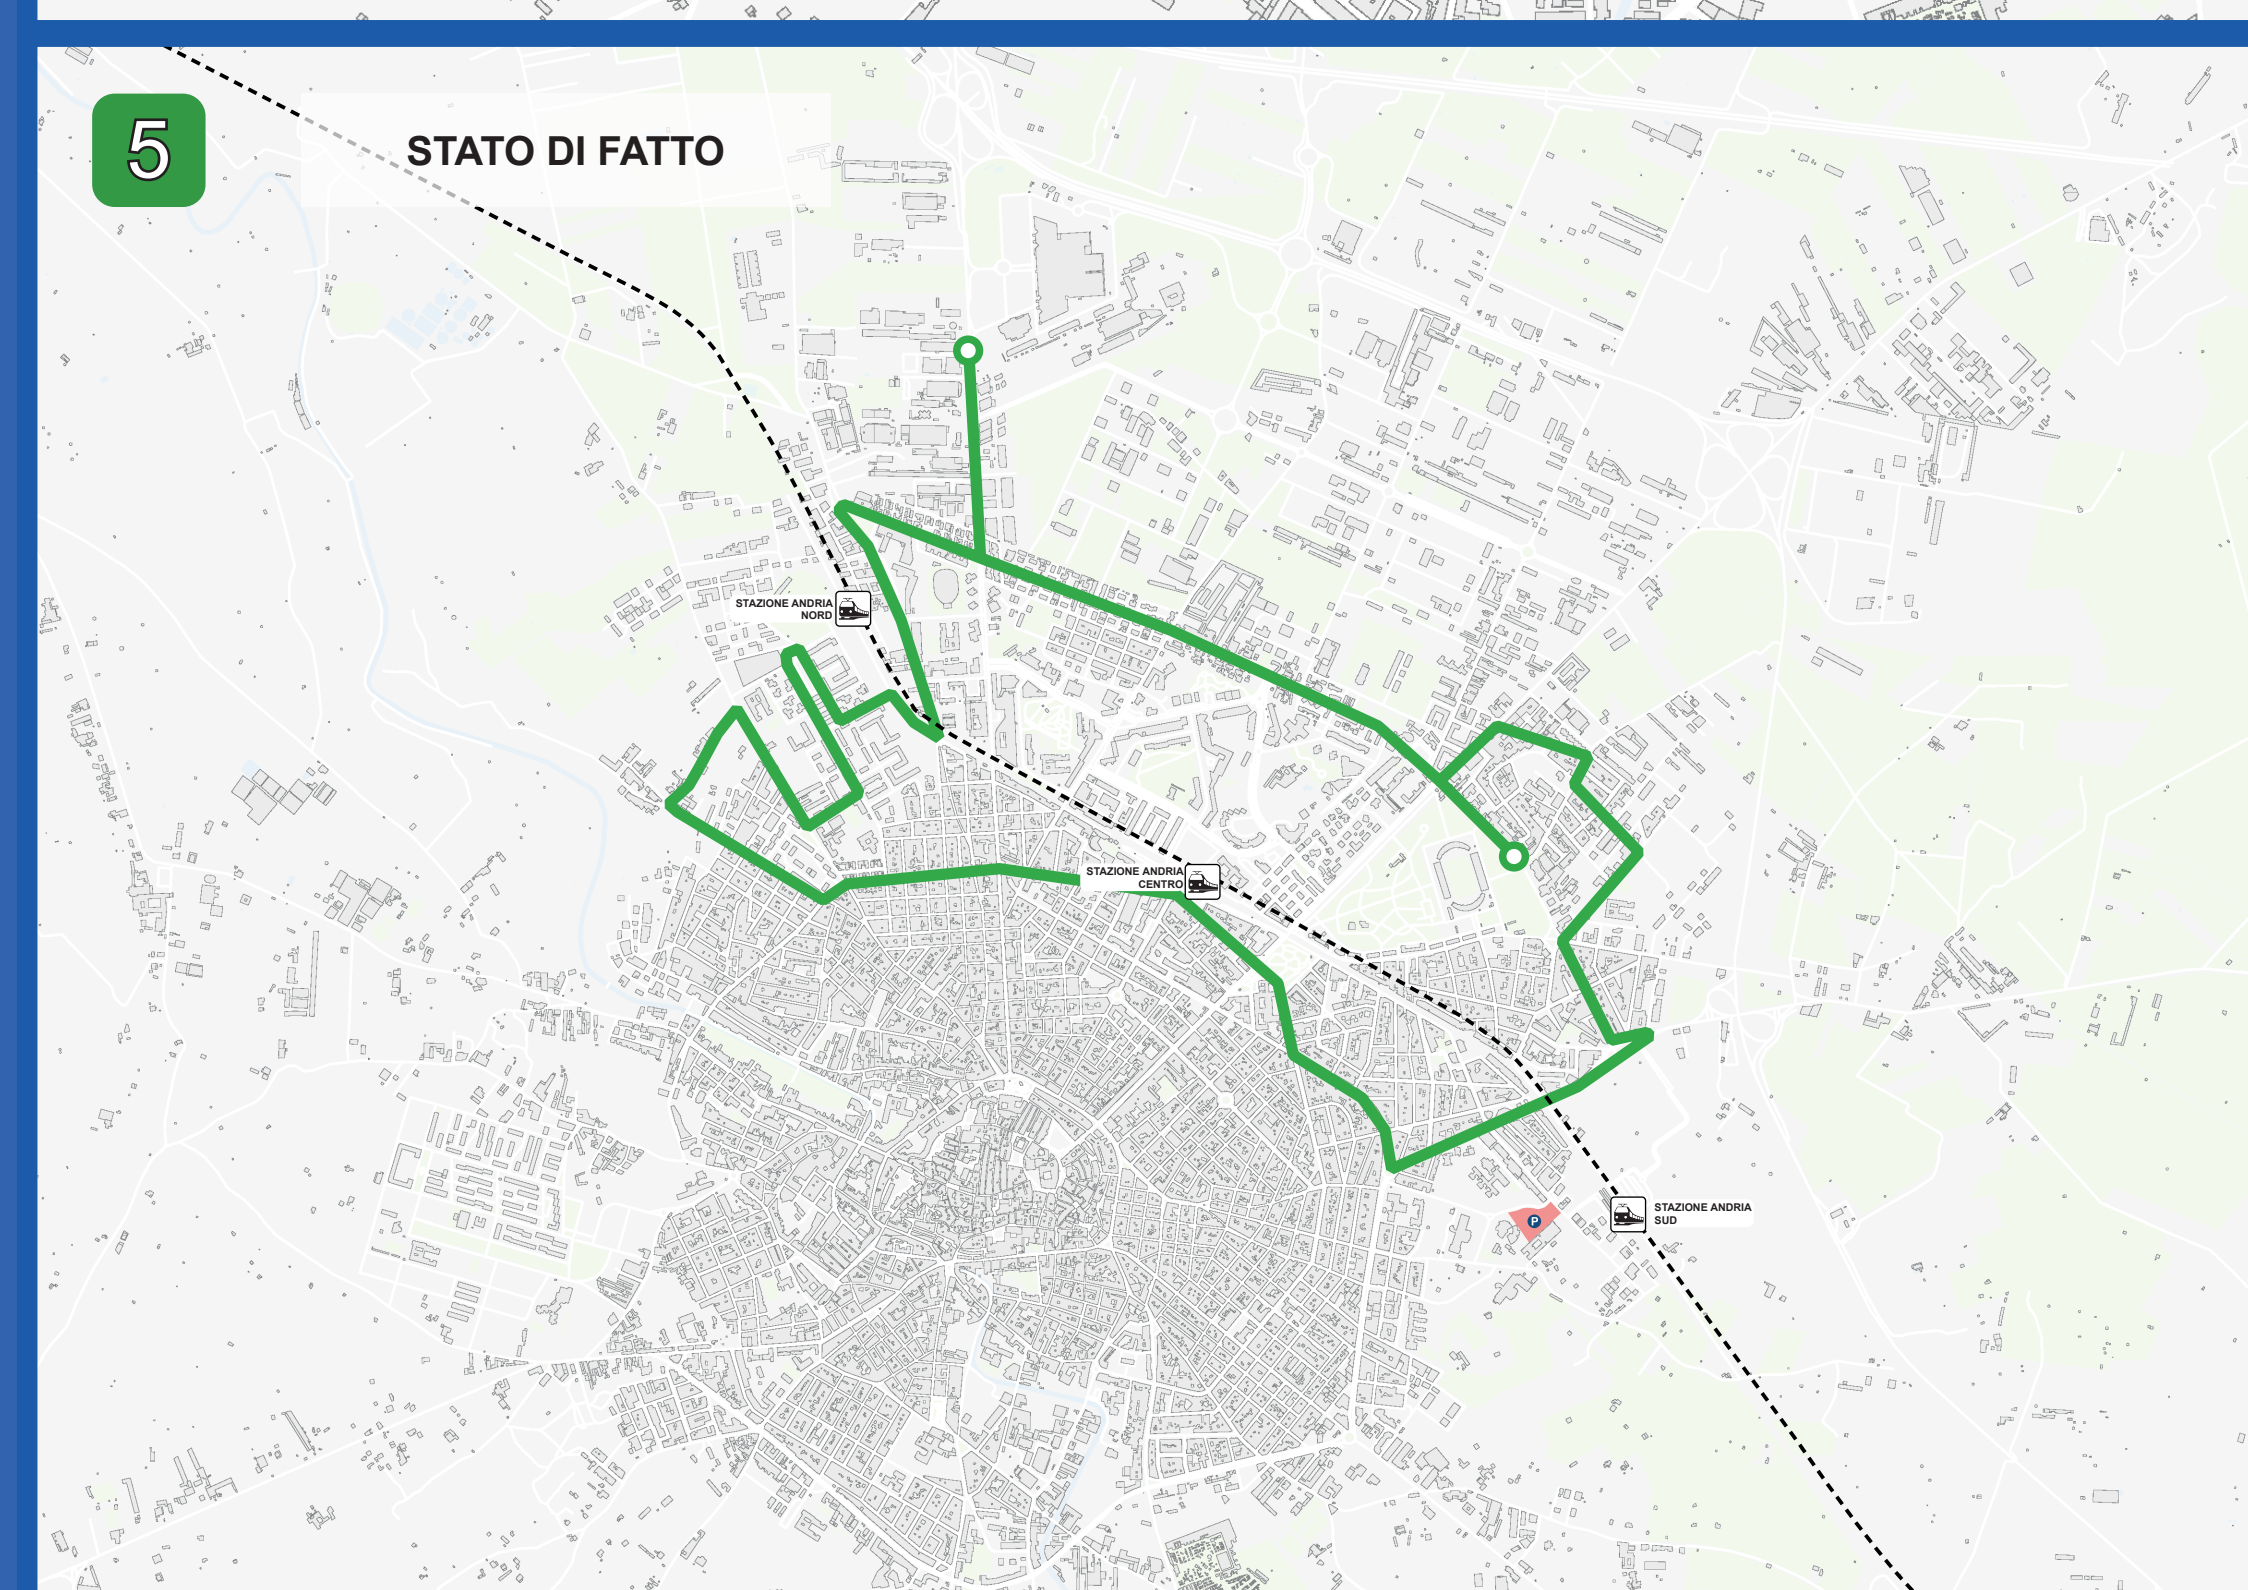 5
STATO DI FATTO
STAZIONE ANDRIA
NORD
STAZIONE ANDRIA
CENTRO
P
STAZIONE ANDRIA
SUD